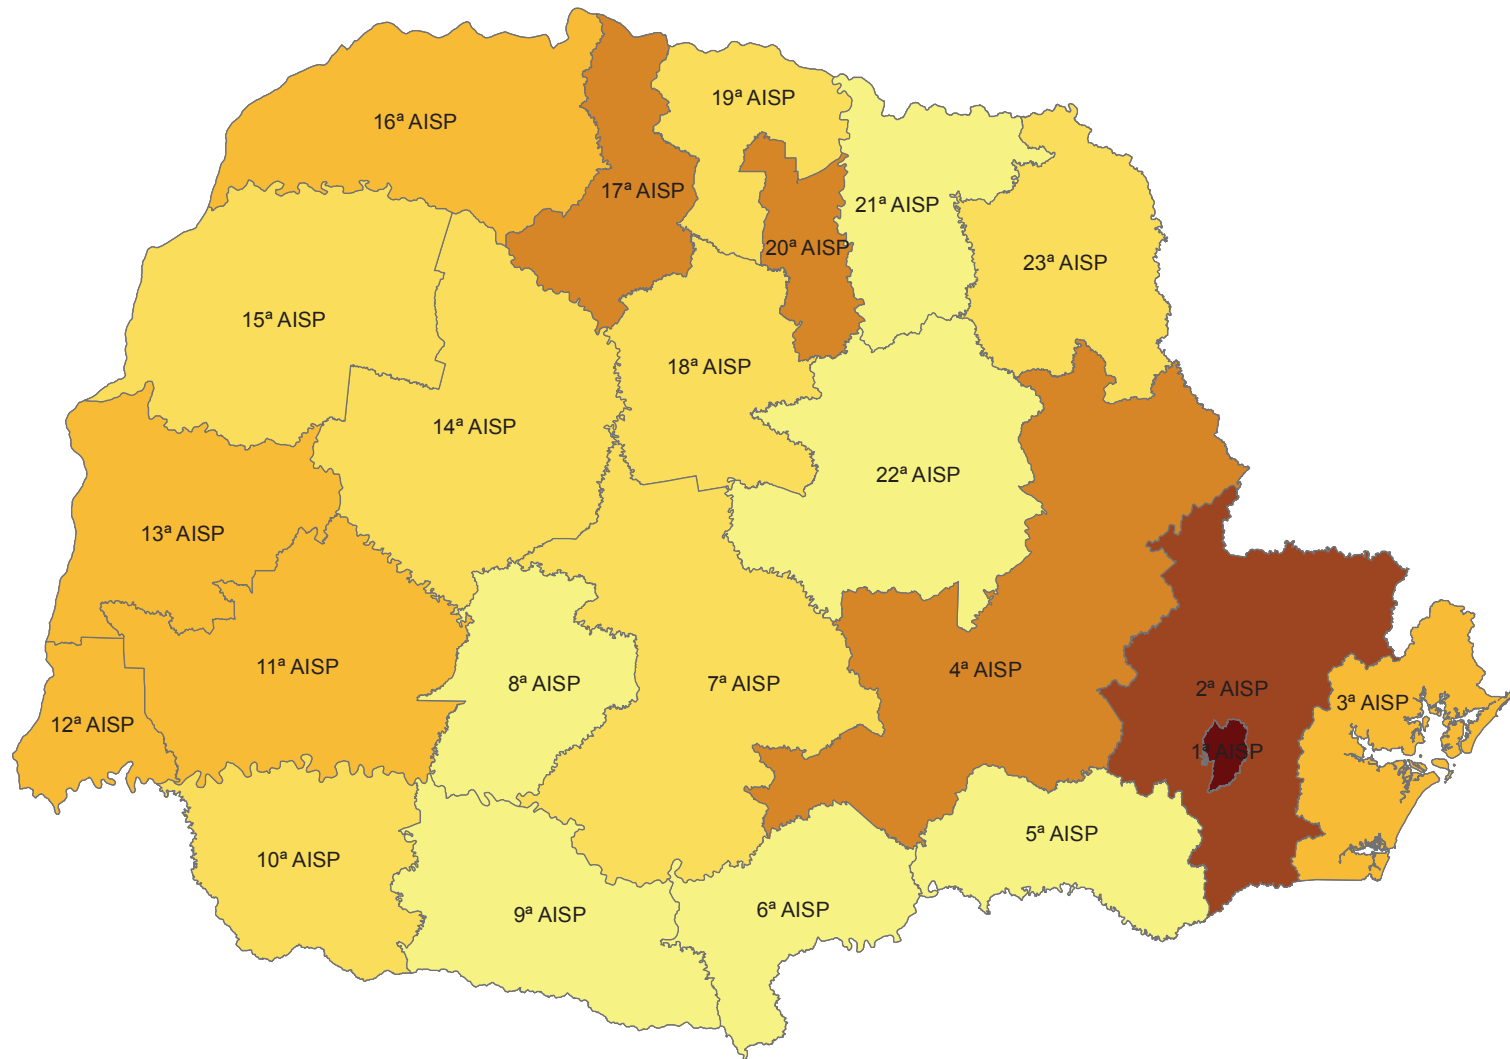 19ª AISP
16ª AISP
17ª AISP
21ª AISP
20ª AISP
23ª AISP
15ª AISP
18ª AISP
14ª AISP
22ª AISP
13ª AISP
11ª AISP
4ª AISP
8ª AISP
7ª AISP
2ª AISP
3ª AISP
12ª AISP
1ª AISP
5ª AISP
10ª AISP
6ª AISP
9ª AISP